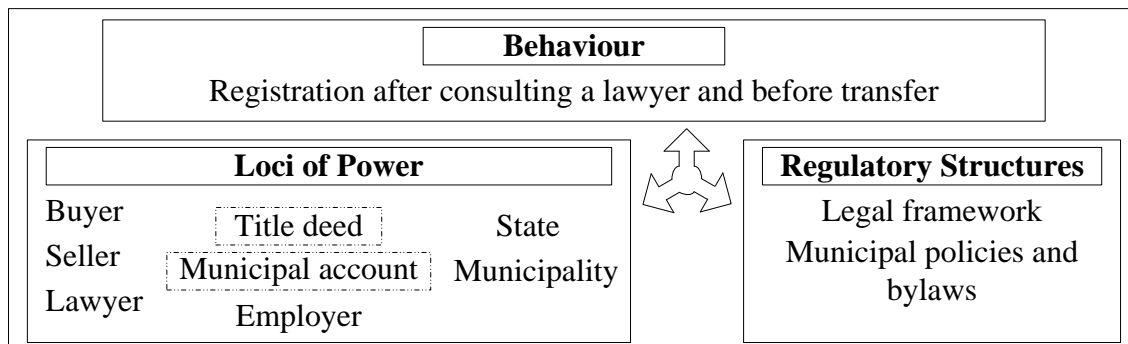 Behaviour
Registration after consulting a lawyer and before transfer
Loci of Power
Buyer
Seller
Lawyer
Title deed
Municipal account
Employer
State
Municipality
Regulatory Structures
Legal framework
Municipal policies and
bylaws